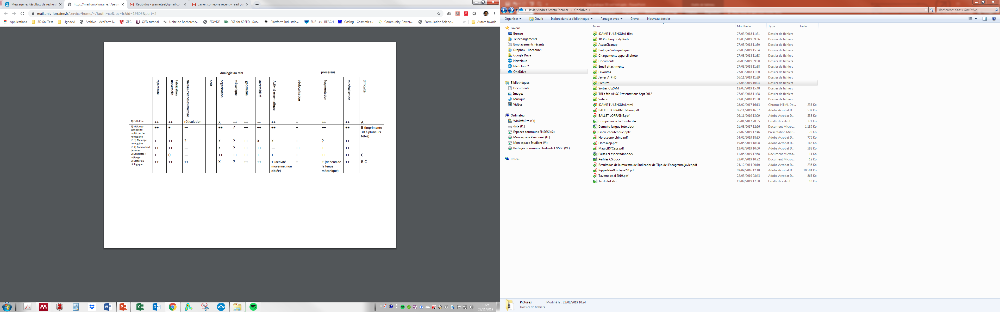 Messagerie: Résultats de recherc
https://mail.univ-lorraine.fr/servi
Recibidos - jaarrietae@gmail.com
Javier, someone recently read yo
mail.univ-lorraine.fr/service/home/~/?auth=co&loc=fr&id=19605&part=2
Applications
3D SoilTest
Ligndevi
Archive – AceForm4...
GEC
QFD tutorial
Unité de Recherche...
FIOVDE
PSE for SPEED | Sus...
Plattform Industrie...
EUR-Lex -REACH
CosIng - Cosmetics...
Community-Power...
Formulation Scienc...
»
Autres favoris
Analogie au réel
processus
réplicabilité
Fabrication universelle
Niveau d'échelles maîtrisé
coût
organisation
mécanique
géométrie
accessibilité
Activité enzymatique
géolocalisation
fragmentation
minéralisation
difficulté
1) Cellulose ++ ++ réticulation X ++ ++ — ++ + ++ ++ A
2) Mélange composite multicouche homogène ++ + — ++ ? ++ ++ ++ + ++ ++ B (imprimante 3D à plusieurs têtes)
△ 3) Mélange homogène + ++ ? X ? ++ X X + ? ++
△ 4) Camembert de zones ++ ++ — X ? ++ ++ — ++ + ++
5) Squelette + mélange + 0 — ++ ++ ++ + + + ++ ++ C
6) Matériau biologique ++ ++ ++ X ? ++ ++ + (activité moyenne, non ciblée) + + (dépend de la tenue mécanique) ++ B-C
FR
10:25
28/11/2019
Javier Andres Arrieta Escobar
OneDrive
Rechercher dans : OneDrive
Organiser
Ouvrir
Inclure dans la bibliothèque
Partager avec
Graver
Nouveau dossier
Favoris
Bureau
Téléchargements
Emplacements récents
Dropbox - Raccourci
Google Drive
Nextcloud
Nextcloud2
OneDrive
Bibliothèques
Documents
Images
Musique
Vidéos
Ordinateur
Win7x64Pro (C:)
data (D:)
Espaces communs ENSGSI (S:)
Mon espace Personnel (U:)
Mon espace Etudiant (V:)
Partages communs Etudiants ENSGS (W:)
Réseau
Nom Modifié le Type Taille
¡DAME TU LENGUA!_files 27/03/2018 11:31 Dossier de fichiers
3D Printing Body Parts 11/03/2019 09:06 Dossier de fichiers
AvastCleanup 27/03/2018 11:30 Dossier de fichiers
Biologie Subaquatique 22/03/2019 15:34 Dossier de fichiers
Chargements appareil photo 27/03/2018 11:33 Dossier de fichiers
Documents 26/09/2019 09:08 Dossier de fichiers
Email attachments 27/03/2018 11:38 Dossier de fichiers
Favoritos 27/03/2018 11:30 Dossier de fichiers
Javier_A_PhD 06/11/2019 11:39 Dossier de fichiers
Pictures 23/08/2019 10:24 Dossier de fichiers
Sorties CEZAM 12/03/2019 15:48 Dossier de fichiers
TRI's 5th AHSC Presentations Sept 2012 27/03/2018 11:38 Dossier de fichiers
Videos 27/03/2018 11:38 Dossier de fichiers
¡DAME TU LENGUA!.html 28/02/2017 16:13 Chrome HTML Do... 235 Ko
BALLET LORRAINE fatima.pdf 06/11/2019 16:57 Adobe Acrobat D... 537 Ko
BALLET LORRAINE.pdf 06/11/2019 13:09 Adobe Acrobat D... 538 Ko
Competencia La Caseta.xlsx 25/01/2017 20:35 Feuille de calcul ... 371 Ko
Dame tu lengua foto.docx 01/03/2017 12:26 Document Micros... 1 189 Ko
Filière caoutchouc.pptx 23/07/2019 17:46 Présentation Micr... 70 Ko
Horoscopo chino.pdf 04/02/2019 18:35 Adobe Acrobat D... 775 Ko
Horoskop.pdf 19/05/2015 18:08 Adobe Acrobat D... 148 Ko
MagictRYCeps.pdf 13/03/2019 10:00 Adobe Acrobat D... 588 Ko
Paisas el espectador.docx 11/05/2019 17:58 Document Micros... 14 Ko
Perfiles CS.docx 23/04/2019 10:22 Document Micros... 12 Ko
Resultados de la muestra del Indicador de Tipo del Eneagrama javier.pdf 25/12/2014 00:10 Adobe Acrobat D... 236 Ko
Ripped-In-90-days-2.0.pdf 09/09/2016 12:18 Adobe Acrobat D... 10 584 Ko
Taverna et al 2019.pdf 22/03/2019 08:43 Adobe Acrobat D... 865 Ko
To do list.xlsx 11/09/2019 17:38 Feuille de calcul ... 10 Ko
Pictures Modifié le : 23/08/2019 10:24
Dossier de fichiers